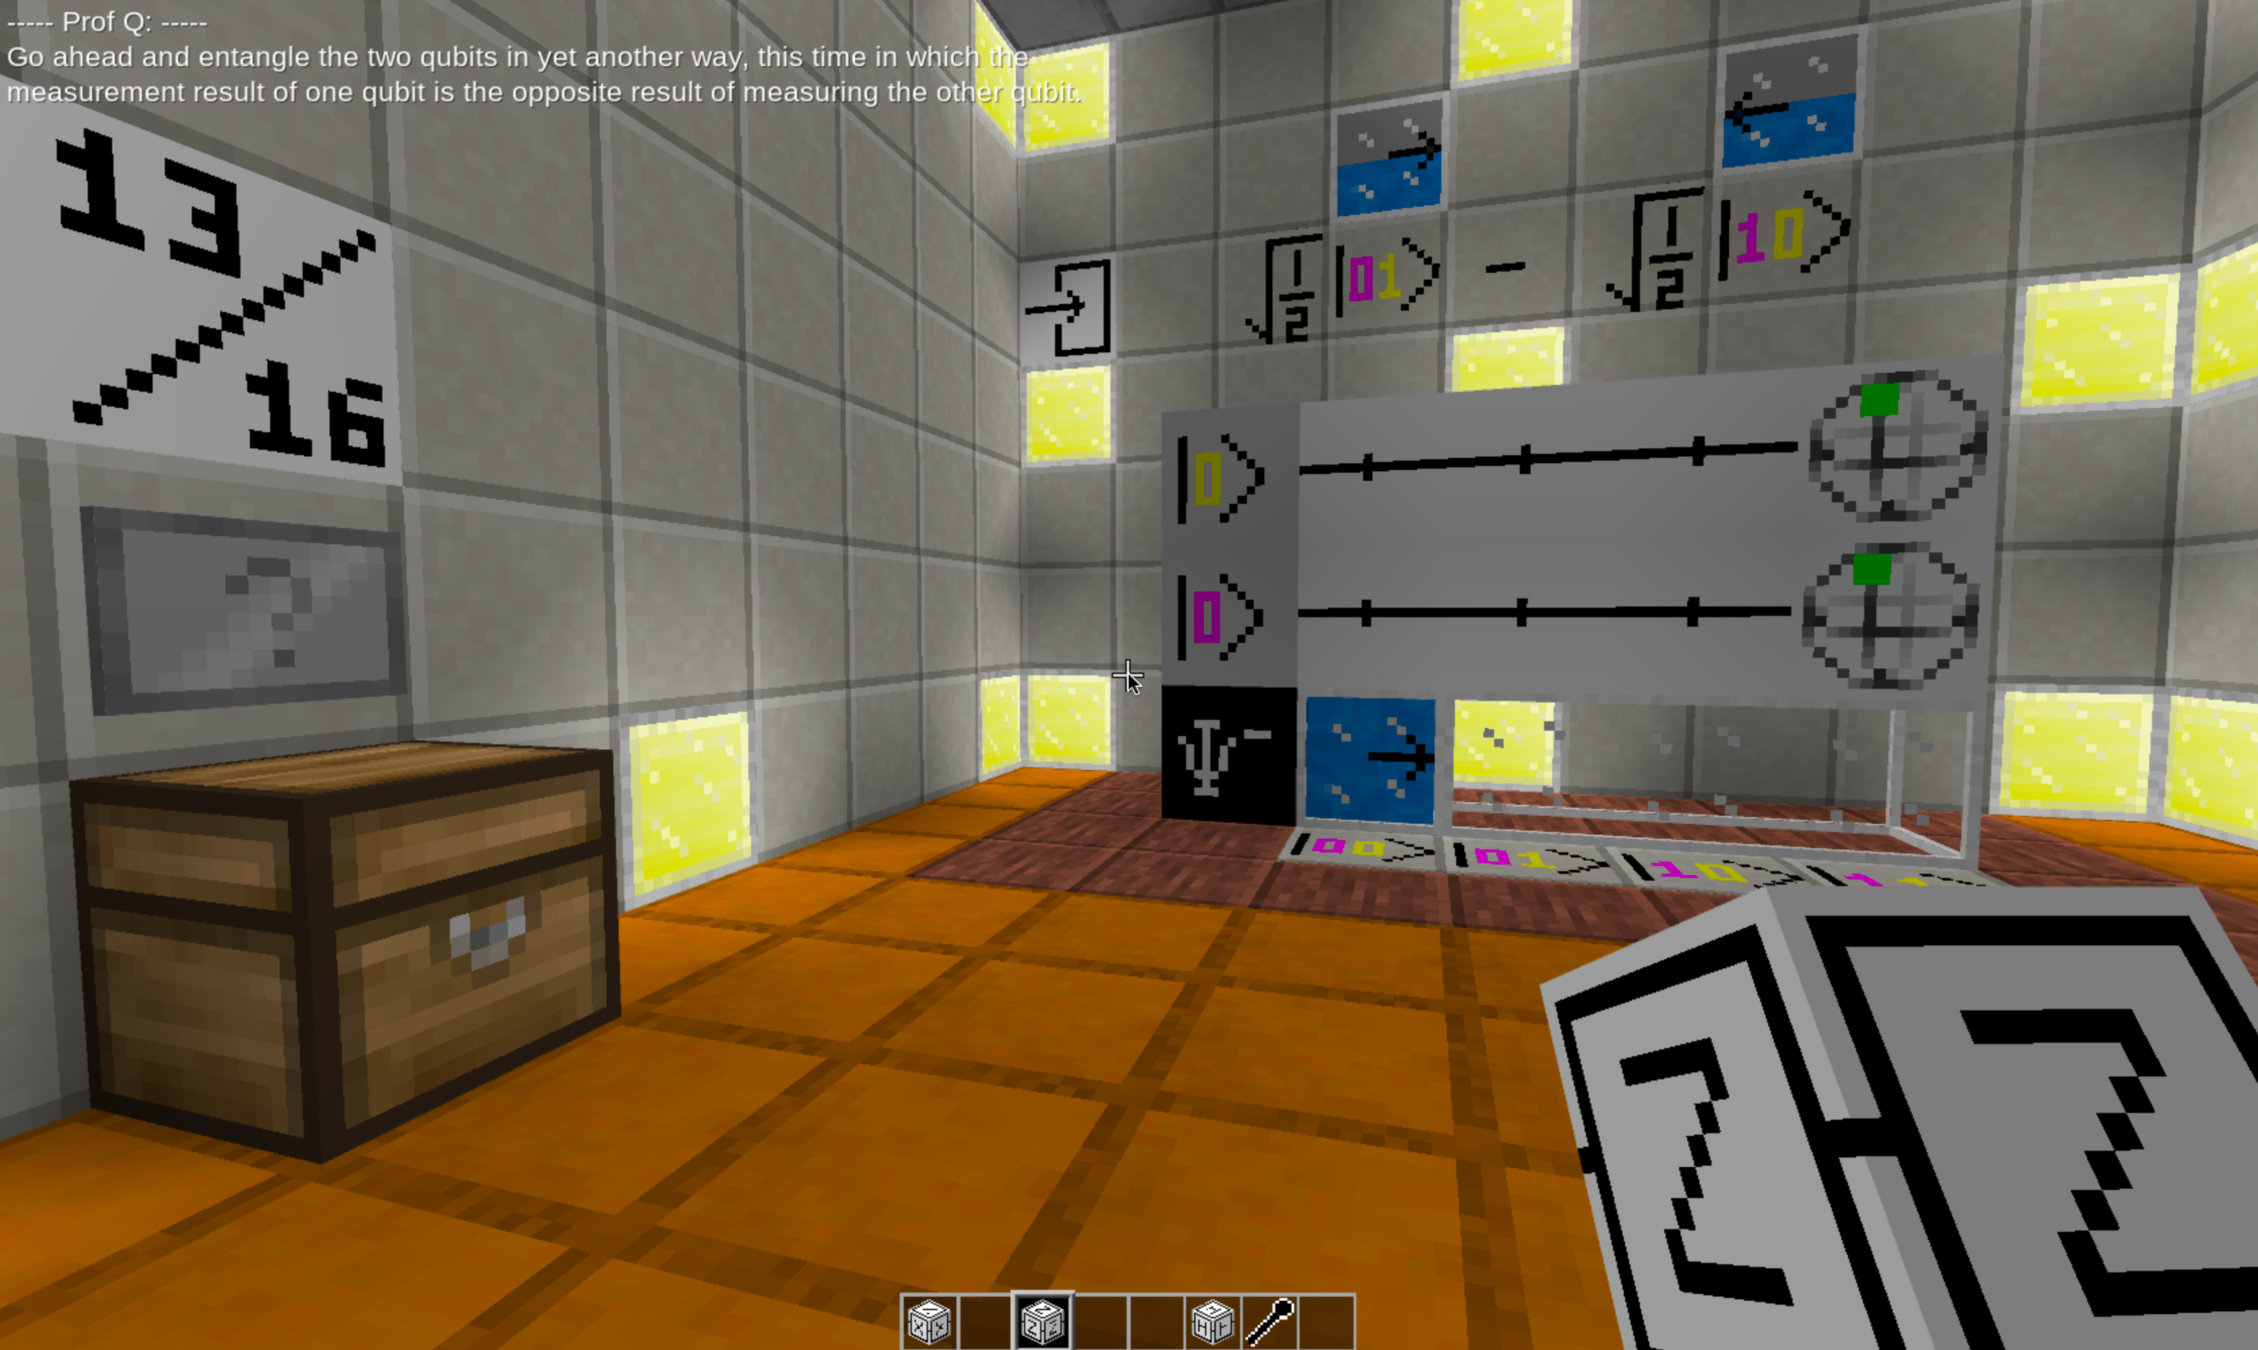 ----- Prof Q: -----
Go ahead and entangle the two qubits in yet another way, this time in which the
measurement result of one qubit is the opposite result of measuring the other qubit.
13/16
√1/2 |01> - √1/2 |10>
?
|0>
|0>
|00> |01> |10> |11>
Z Z
X X Z Z H H